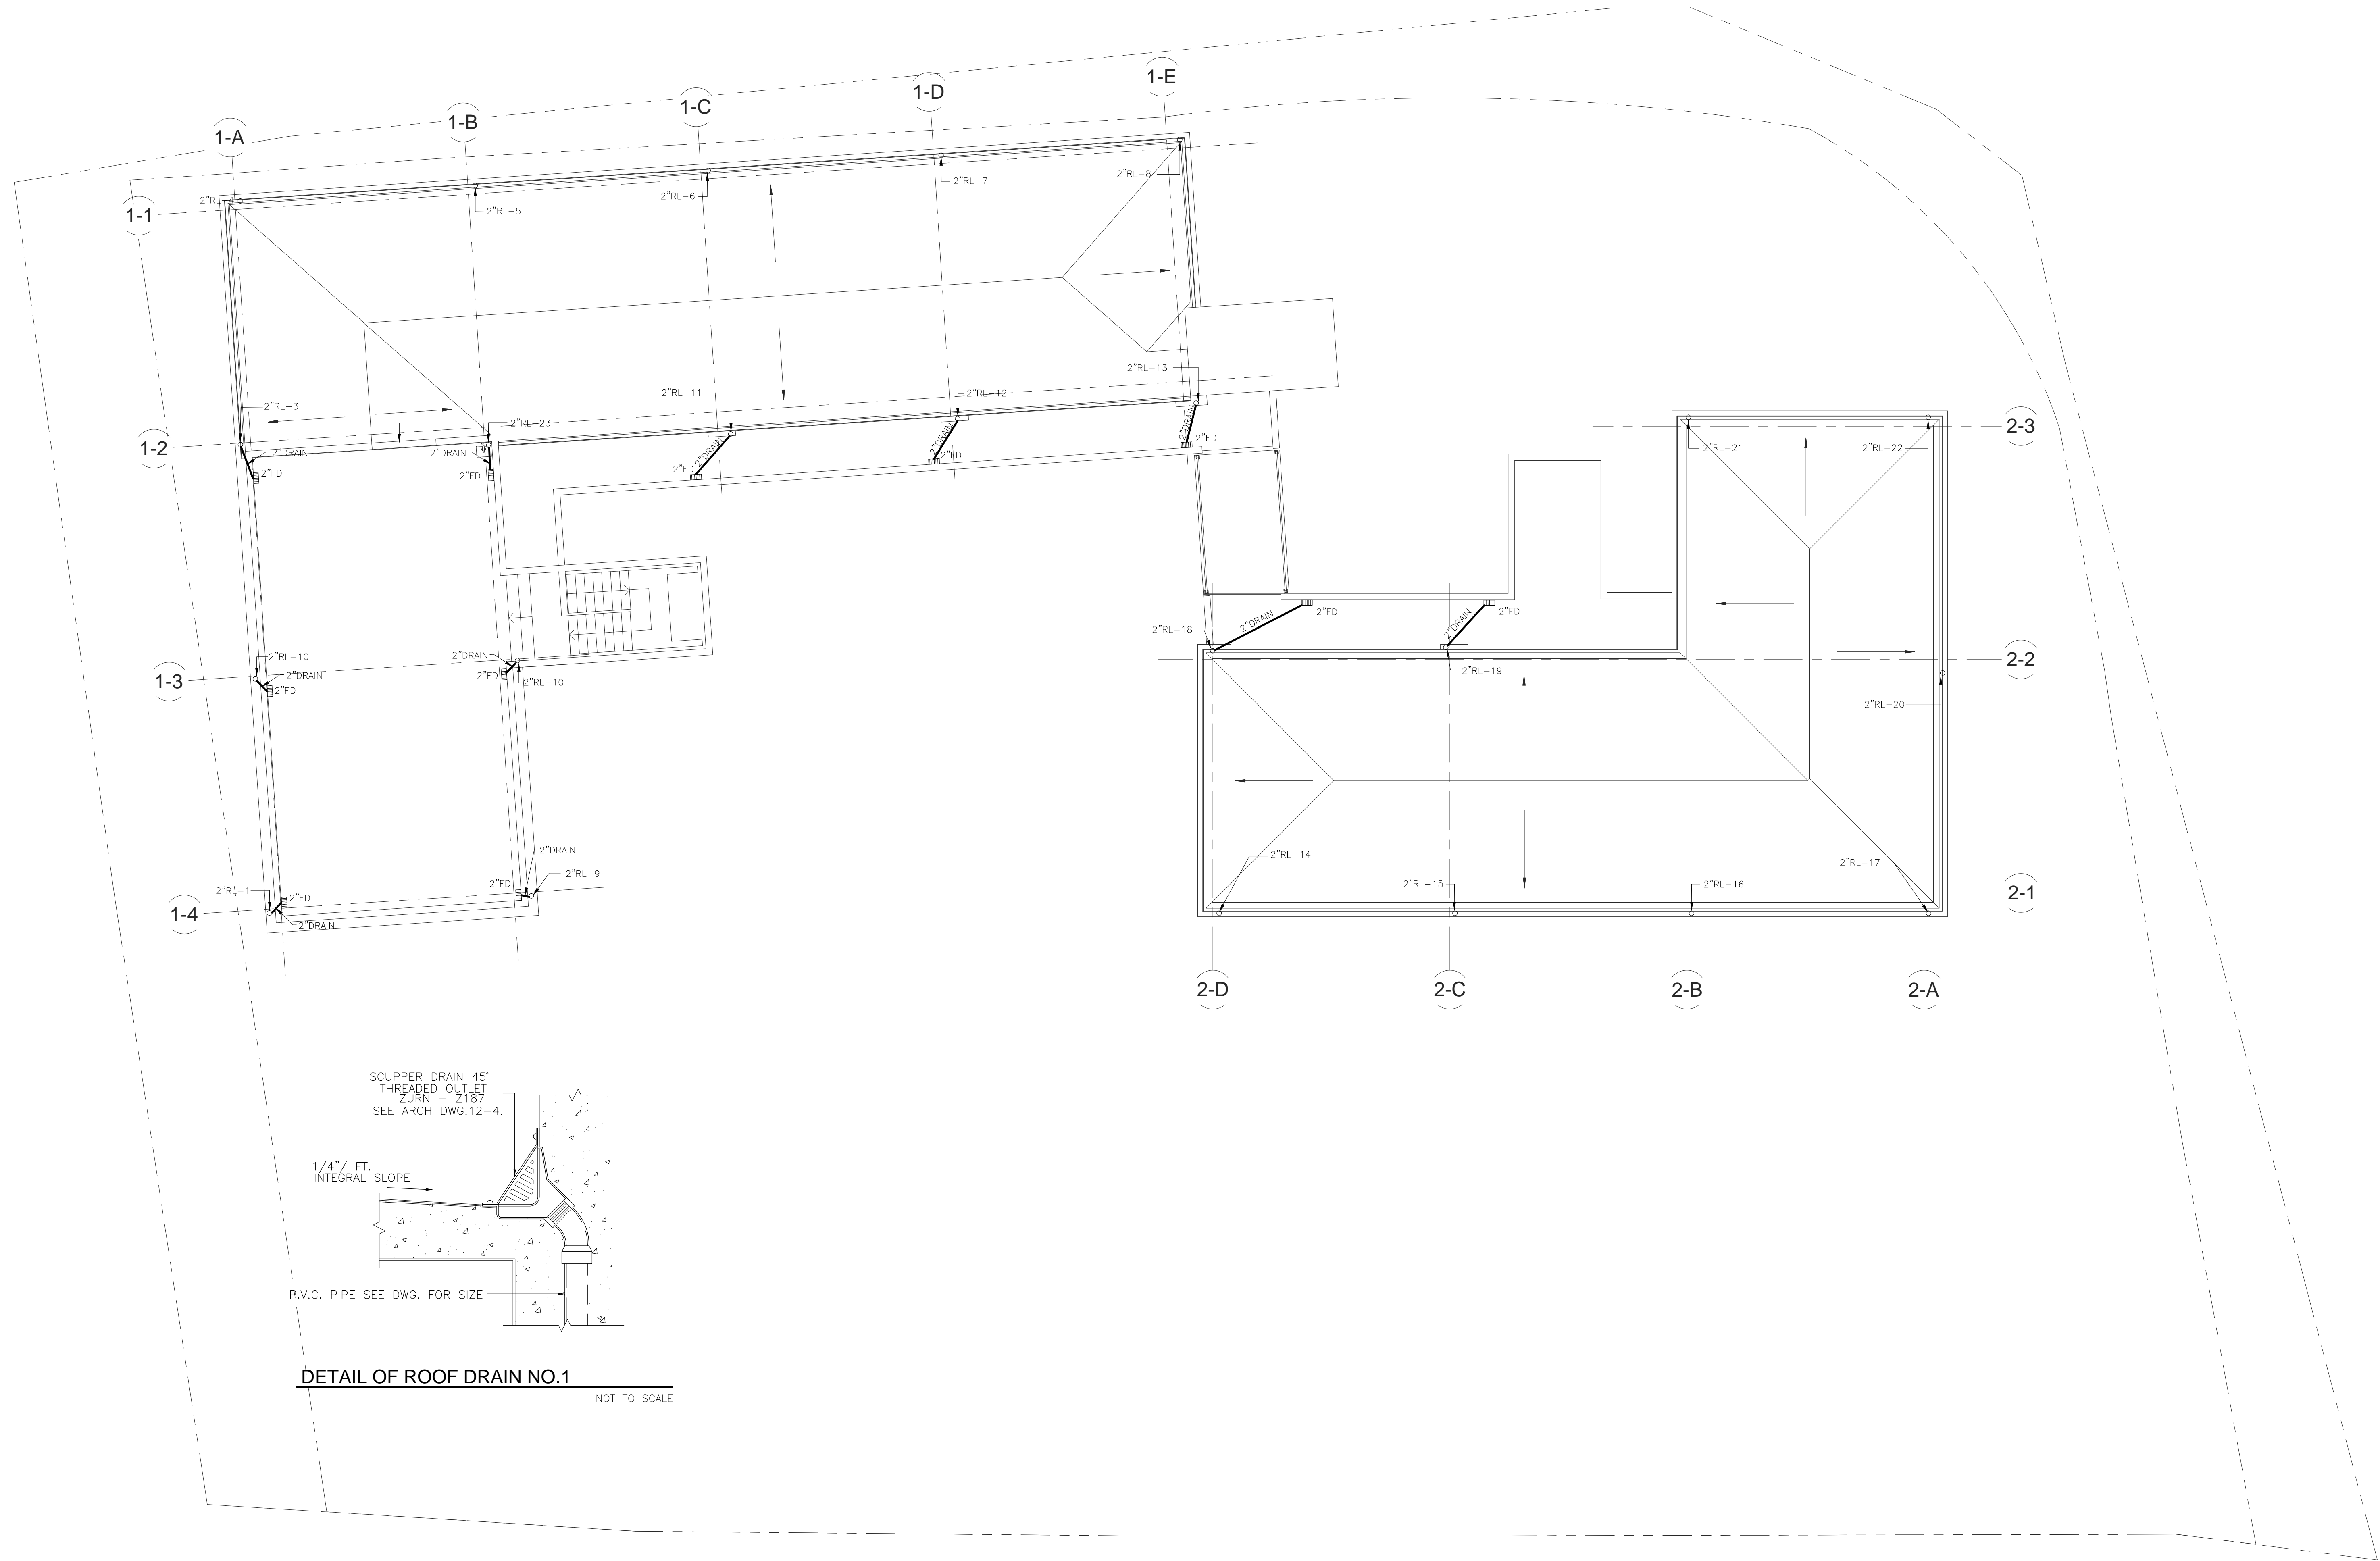 1-E
1-D
1-C
1-B
1-A
2"RL-8
2"RL-7
2"RL-6
2"RL-4
2"RL-5
1-1
2"RL-13
2"RL-11
2"RL-12
2"RL-3
2"RL-23
1-2
2"DRAIN
2"DRAIN
2"DRAIN
2"DRAIN
2"DRAIN
2"FD
2"FD
2"FD
2"FD
2"FD
2-3
2"RL-21
2"RL-22
2"FD
2"FD
2"DRAIN
2"DRAIN
2"RL-18
2"RL-19
2-2
2"RL-10
2"DRAIN
2"DRAIN
2"FD
2"FD
2"RL-10
1-3
2"RL-20
2"DRAIN
2"RL-9
2"FD
2"RL-1
2"FD
2"DRAIN
1-4
2"RL-14
2"RL-15
2"RL-16
2"RL-17
2-1
2-D
2-C
2-B
2-A
SCUPPER DRAIN 45°
THREADED OUTLET
ZURN - Z187
SEE ARCH DWG.12-4.
1/4"/ FT.
INTEGRAL SLOPE
P.V.C. PIPE SEE DWG. FOR SIZE
DETAIL OF ROOF DRAIN NO.1
NOT TO SCALE